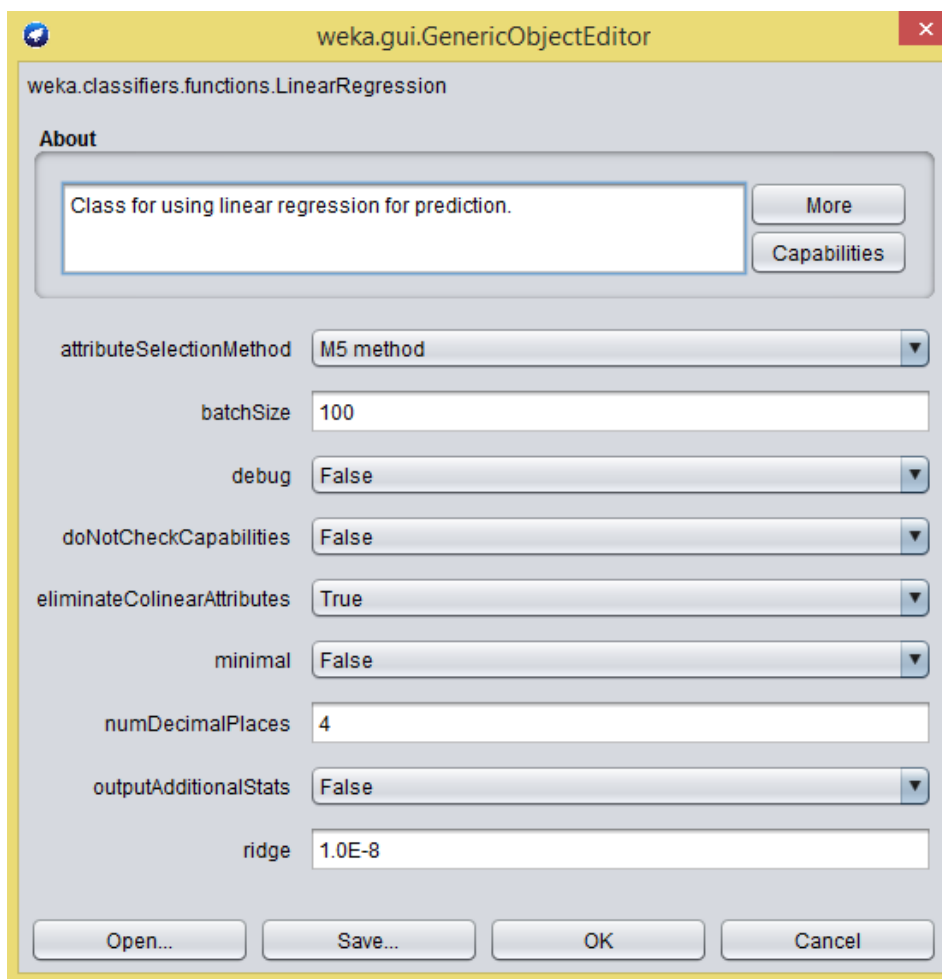 weka.gui.GenericObjectEditor
weka.classifiers.functions.LinearRegression
About
Class for using linear regression for prediction.
More
Capabilities
attributeSelectionMethod M5 method
batchSize 100
debug False
doNotCheckCapabilities False
eliminateColinearAttributes True
minimal False
numDecimalPlaces 4
outputAdditionalStats False
ridge 1.0E-8
Open... Save... OK Cancel